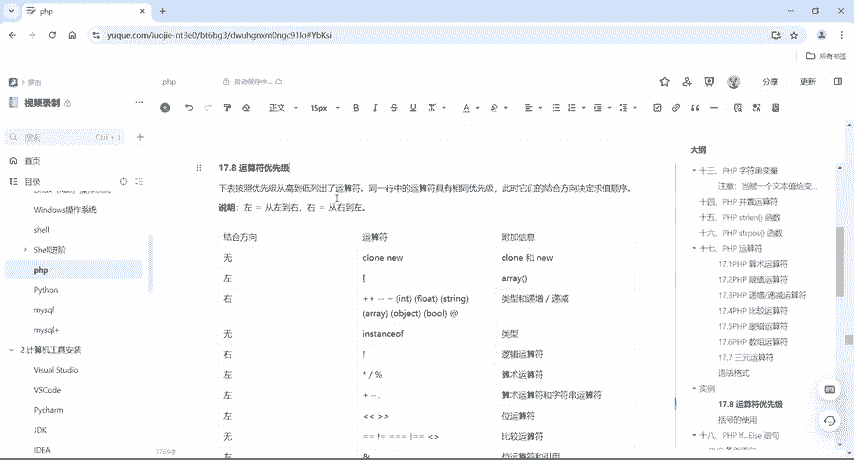 php
yuque.com/luojie-nt3e0/bt6bg3/dwuhgnxm0ngc91lo#YbKsi
所有书签
罗杰
php
视频录制
分享
更新
正文
15px
搜索
Ctrl + J
首页
目录
Windows操作系统
shell
Shell进阶
php
Python
mysql
mysql+
2.计算机工具安装
Visual Studio
VSCode
Pycharm
JDK
IDEA
17.8 运算符优先级
下表按照优先级从高到低列出了运算符。同一行中的运算符具有相同优先级，此时它们的结合方向决定求值顺序。
说明：左 = 从左到右，右 = 从右到左。
结合方向 运算符 附加信息
无 clone new clone 和 new
左 [ array()
右 ++ -- ~ (int) (float) (string) (array) (object) (bool) @ 类型和递增 / 递减
无 instanceof 类型
右 ! 逻辑运算符
左 * / % 算术运算符
左 + – . 算术运算符和字符串运算符
左 << >> 位运算符
无 == != === !== <> 比较运算符
左 & 位运算符和引用
7769字
大纲
十三、PHP 字符串变量
注意：当赋一个文本值给变...
十四、PHP 并置运算符
十五、PHP strlen() 函数
十六、PHP strpos() 函数
十七、PHP 运算符
17.1PHP 算术运算符
17.2PHP 赋值运算符
17.3PHP 递增/递减运算符
17.4PHP 比较运算符
17.5PHP 逻辑运算符
17.6PHP 数组运算符
17.7 三元运算符
语法格式
实例
17.8 运算符优先级
括号的使用
十八、PHP If...Else 语句